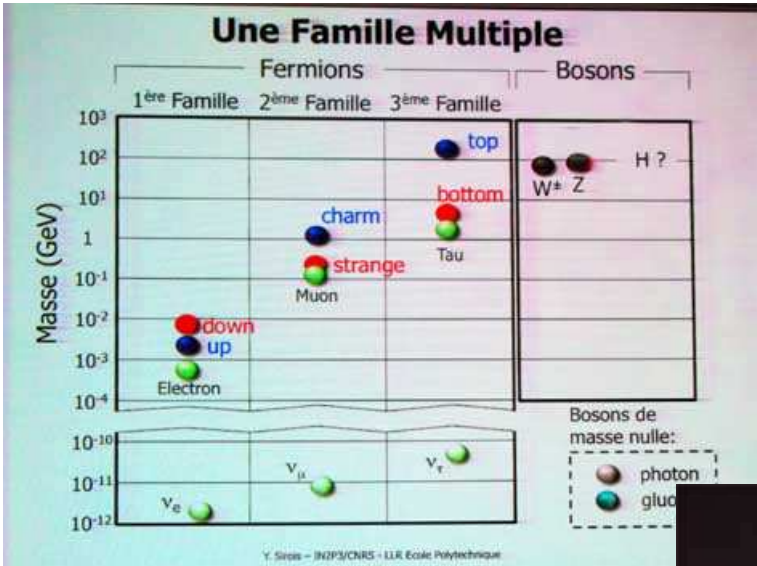 Une Famille Multiple
Fermions
Bosons
1ère Famille 2ème Famille 3ème Famille
Masse (GeV)
10³
10²
10¹
1
10⁻¹
10⁻²
10⁻³
10⁻⁴
10⁻¹⁰
10⁻¹¹
10⁻¹²
top
bottom
Tau
charm
strange
Muon
down
up
Electron
W± Z
H ?
νe
νμ
ντ
Bosons de
masse nulle:
photon
Y. Sirois – IN2P3/CNRS - LLR Ecole Polytechnique